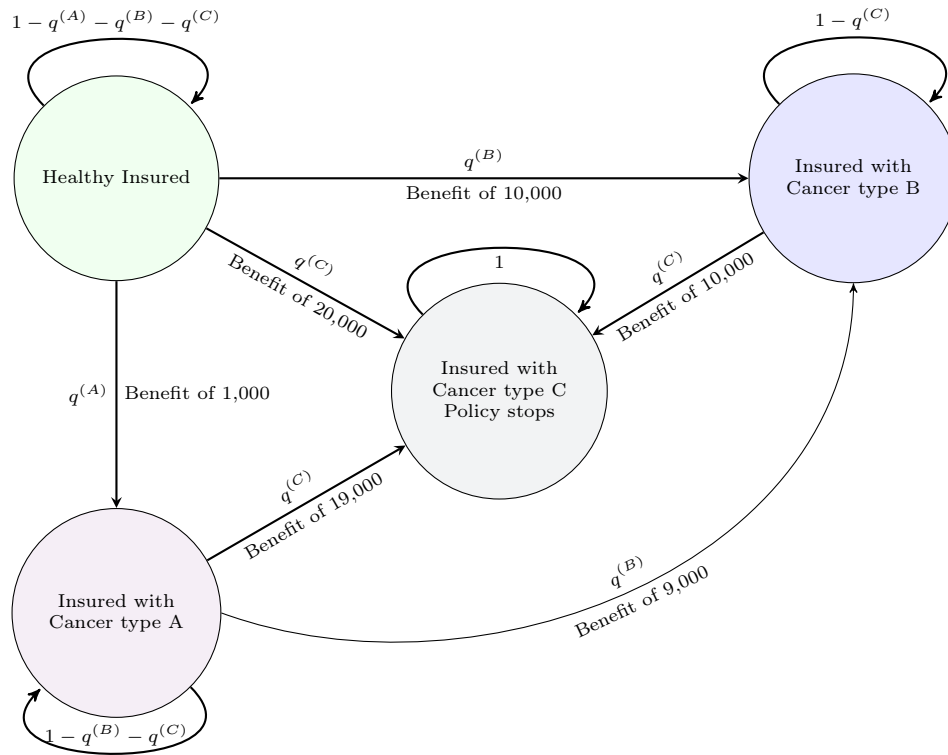 1 − q^(A) − q^(B) − q^(C)
1 − q^(C)
Healthy Insured
q^(B)
Benefit of 10,000
Insured with
Cancer type B
q^(C)
Benefit of 20,000
1
q^(C)
Benefit of 10,000
Insured with
Cancer type C
Policy stops
q^(A)
Benefit of 1,000
q^(C)
Benefit of 19,000
Insured with
Cancer type A
q^(B)
Benefit of 9,000
1 − q^(B) − q^(C)